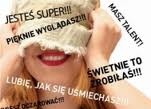 JESTEŚ SUPER!!!
PIĘKNIE WYGLĄDASZ!!!
MASZ TALENT!
ŚWIETNIE TO
ZROBIŁAŚ!!!
LUBIĘ, JAK SIĘ UŚMIECHASZ!!!